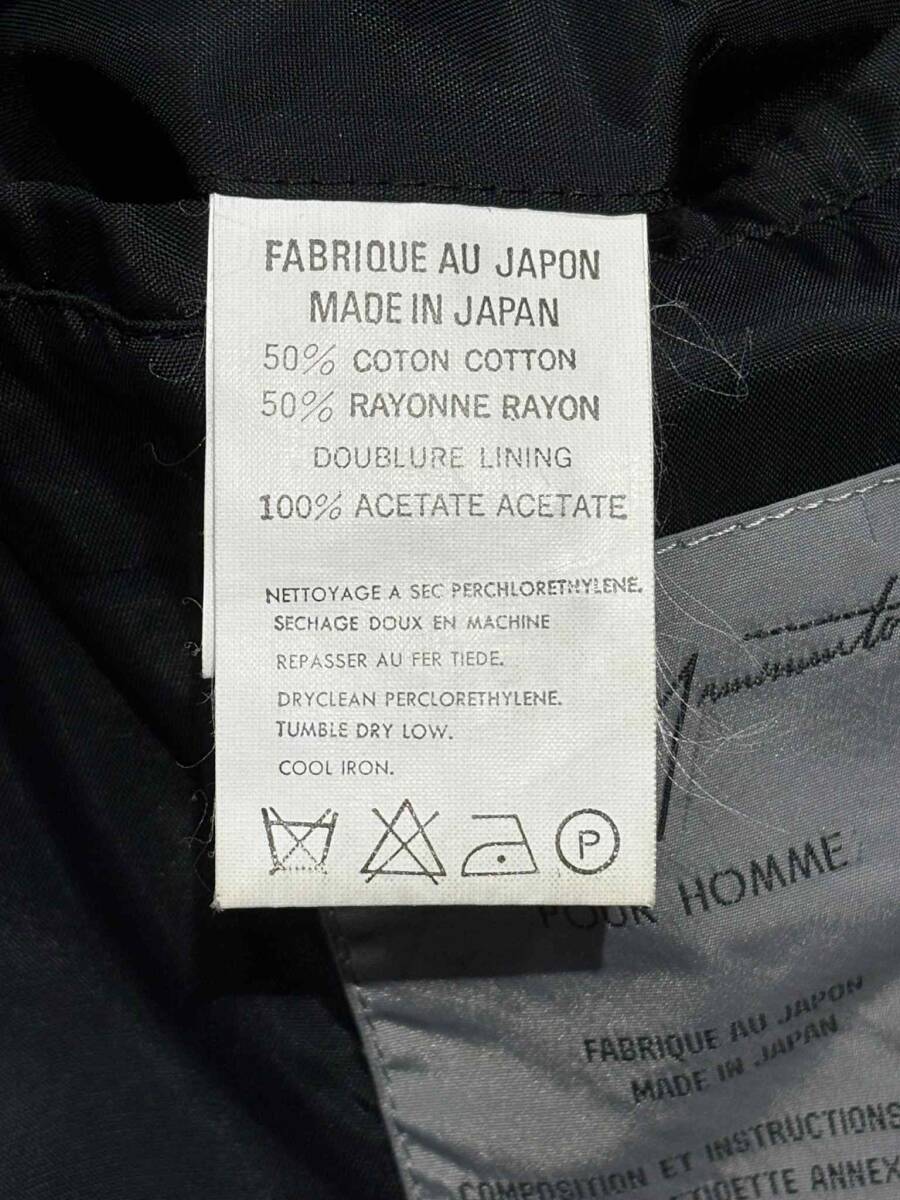 FABRIQUE AU JAPON
MADE IN JAPAN
50% COTON COTTON
50% RAYONNE RAYON
DOUBLURE LINING
100% ACETATE ACETATE
NETTOYAGE A SEC PERCHLORETHYLENE.
SECHAGE DOUX EN MACHINE
REPASSER AU FER TIEDE.
DRYCLEAN PERCLORETHYLENE.
TUMBLE DRY LOW.
COOL IRON.
P
POUR HOMME
FABRIQUE AU JAPON
MADE IN JAPAN
COMPOSITION ET INSTRUCTIONS
ETIQETTE ANNEX